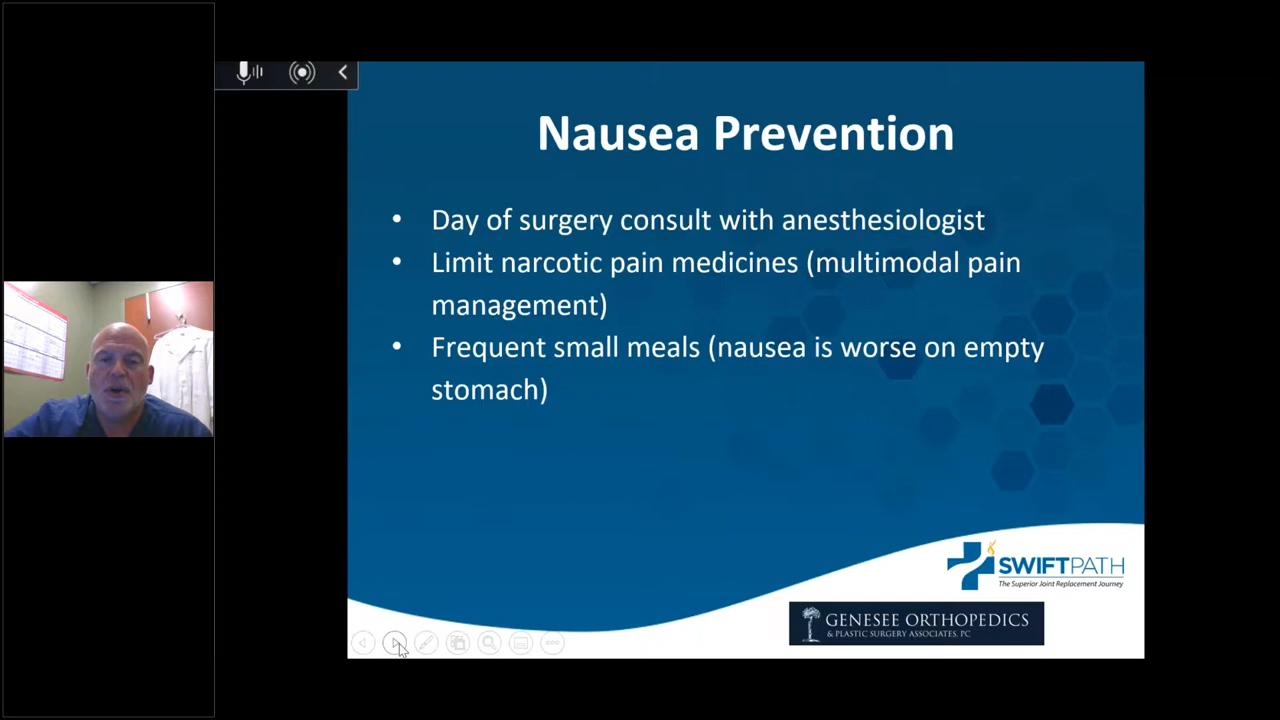 Nausea Prevention
• Day of surgery consult with anesthesiologist
• Limit narcotic pain medicines (multimodal pain
management)
• Frequent small meals (nausea is worse on empty
stomach)
SWIFTPATH
The Superior Joint Replacement Journey
GENESEE ORTHOPEDICS
& PLASTIC SURGERY ASSOCIATES, PC